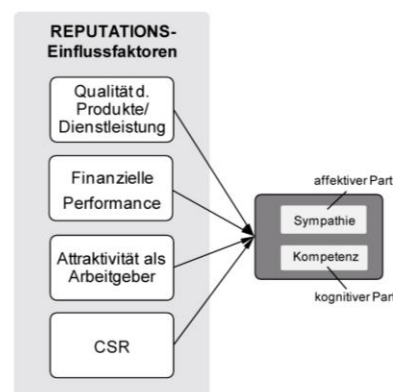 REPUTATIONS-
Einflussfaktoren
Qualität d.
Produkte/
Dienstleistung
Finanzielle
Performance
Attraktivität als
Arbeitgeber
CSR
affektiver Part
Sympathie
Kompetenz
kognitiver Part